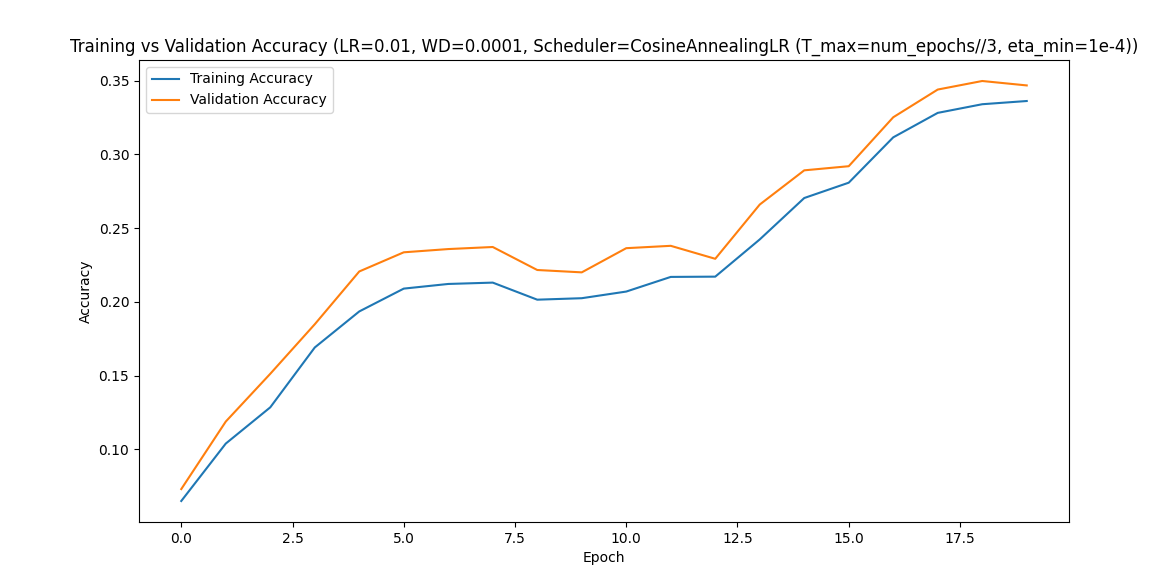 Training vs Validation Accuracy (LR=0.01, WD=0.0001, Scheduler=CosineAnnealingLR (T_max=num_epochs//3, eta_min=1e-4))
Training Accuracy
Validation Accuracy
0.35
0.30
0.25
0.20
0.15
0.10
Accuracy
0.0 2.5 5.0 7.5 10.0 12.5 15.0 17.5
Epoch